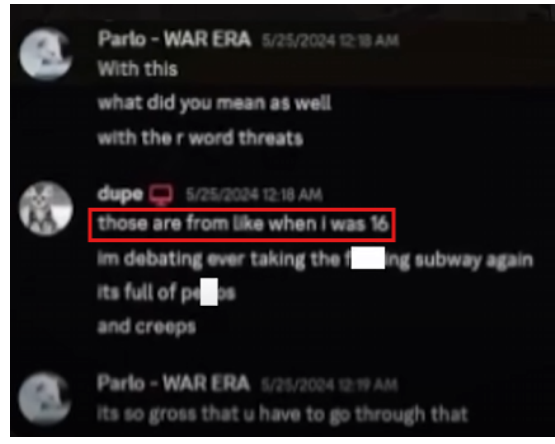 Parlo - WAR ERA 5/25/2024 12:18 AM
With this
what did you mean as well
with the r word threats
dupe 5/25/2024 12:18 AM
those are from like when i was 16
im debating ever taking the f ing subway again
its full of pe os
and creeps
Parlo - WAR ERA 5/25/2024 12:19 AM
its so gross that u have to go through that